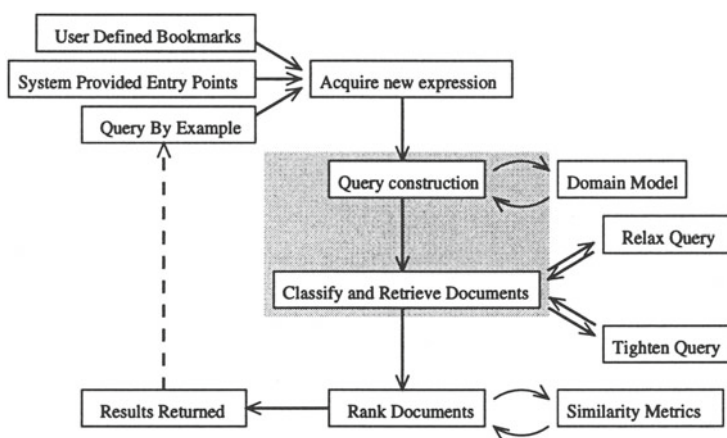 User Defined Bookmarks
System Provided Entry Points
Acquire new expression
Query By Example
Query construction
Domain Model
Relax Query
Classify and Retrieve Documents
Tighten Query
Results Returned
Rank Documents
Similarity Metrics